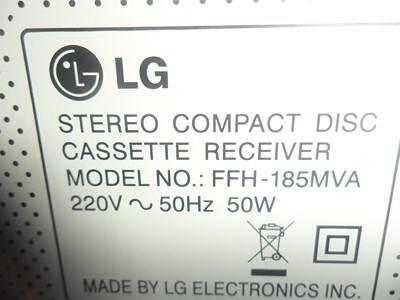 LG
STEREO COMPACT DISC
CASSETTE RECEIVER
MODEL NO.: FFH-185MVA
220V ~ 50Hz 50W
MADE BY LG ELECTRONICS INC.